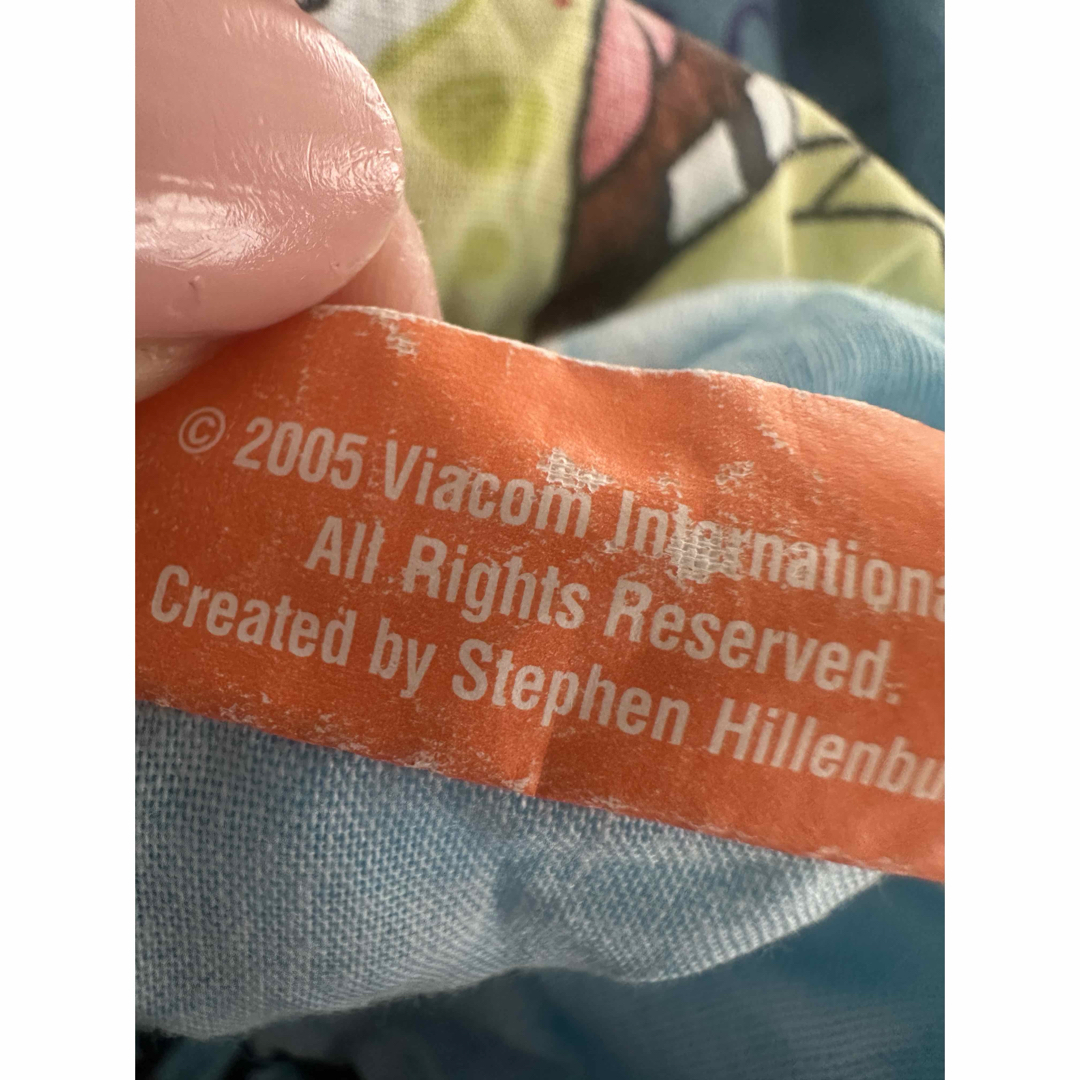 © 2005 Viacom Internationa
All Rights Reserved.
Created by Stephen Hillenbu